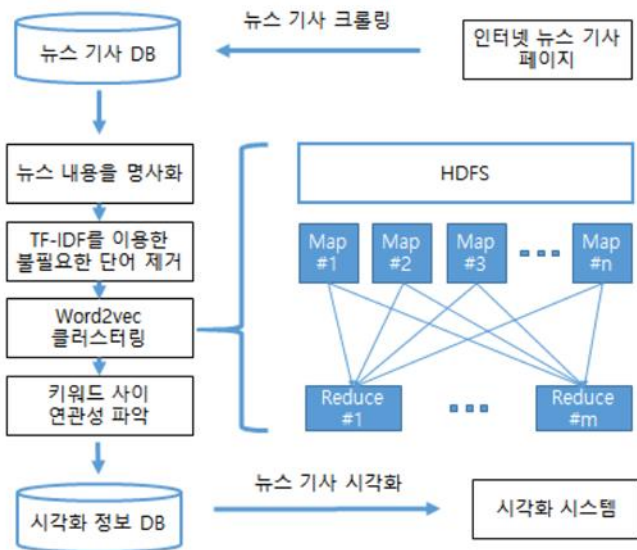 뉴스 기사 크롤링
뉴스 기사 DB
인터넷 뉴스 기사
페이지
뉴스 내용을 명사화
TF-IDF를 이용한
불필요한 단어 제거
Word2vec
클러스터링
키워드 사이
연관성 파악
HDFS
Map
#1
Map
#2
Map
#3
Map
#n
Reduce
#1
Reduce
#m
시각화 정보 DB
뉴스 기사 시각화
시각화 시스템